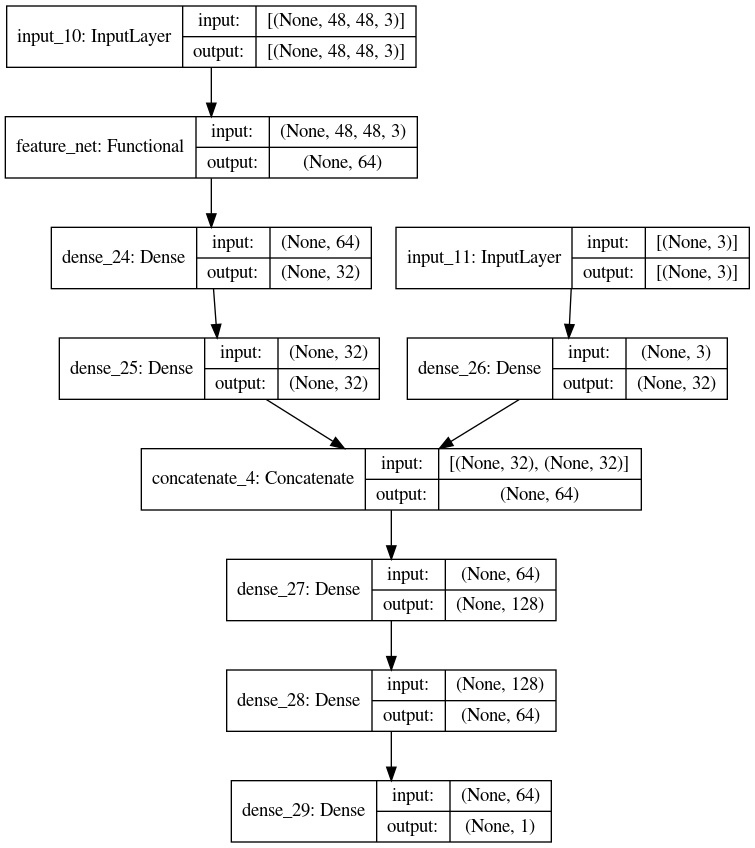 input_10: InputLayer
input: [(None, 48, 48, 3)]
output: [(None, 48, 48, 3)]
feature_net: Functional
input: (None, 48, 48, 3)
output: (None, 64)
dense_24: Dense
input: (None, 64)
output: (None, 32)
input_11: InputLayer
input: [(None, 3)]
output: [(None, 3)]
dense_25: Dense
input: (None, 32)
output: (None, 32)
dense_26: Dense
input: (None, 3)
output: (None, 32)
concatenate_4: Concatenate
input: [(None, 32), (None, 32)]
output: (None, 64)
dense_27: Dense
input: (None, 64)
output: (None, 128)
dense_28: Dense
input: (None, 128)
output: (None, 64)
dense_29: Dense
input: (None, 64)
output: (None, 1)